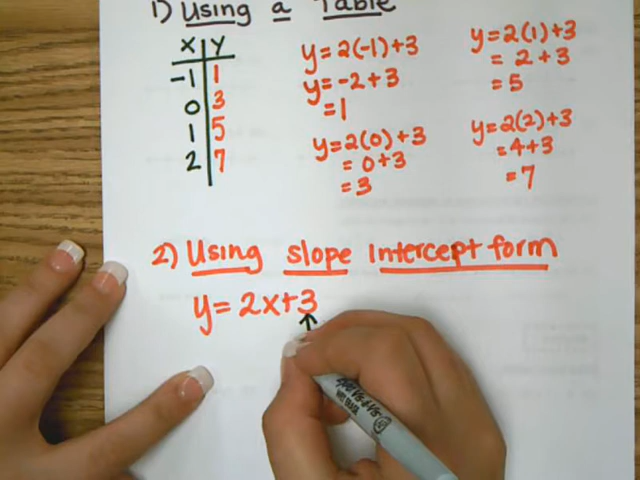 1) Using a Table
X Y
-1 1
0 3
1 5
2 7
y=2(-1)+3
y=-2+3
=1
y=2(0)+3
=0+3
=3
y=2(1)+3
=2+3
=5
y=2(2)+3
=4+3
=7
2) Using slope intercept form
y=2x+3